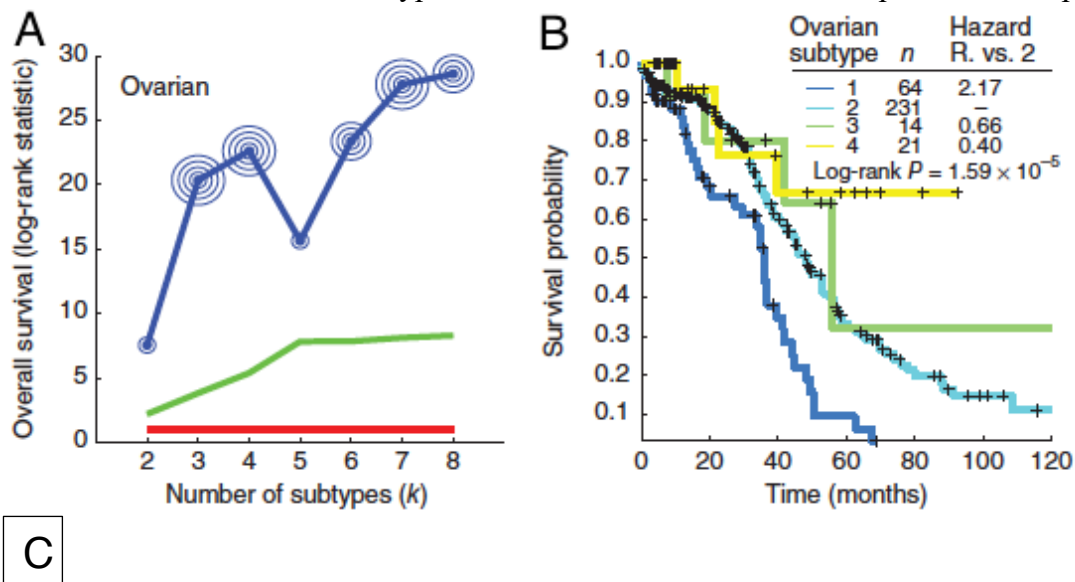 A
Overall survival (log-rank statistic)
30
25
20
15
10
5
0
Ovarian
2 3 4 5 6 7 8
Number of subtypes (k)
B
Survival probability
1.0
0.9
0.8
0.7
0.6
0.5
0.4
0.3
0.2
0.1
Ovarian Hazard
subtype n R. vs. 2
1 64 2.17
2 231 –
3 14 0.66
4 21 0.40
Log-rank P = 1.59 × 10⁻⁵
0 20 40 60 80 100 120
Time (months)
C